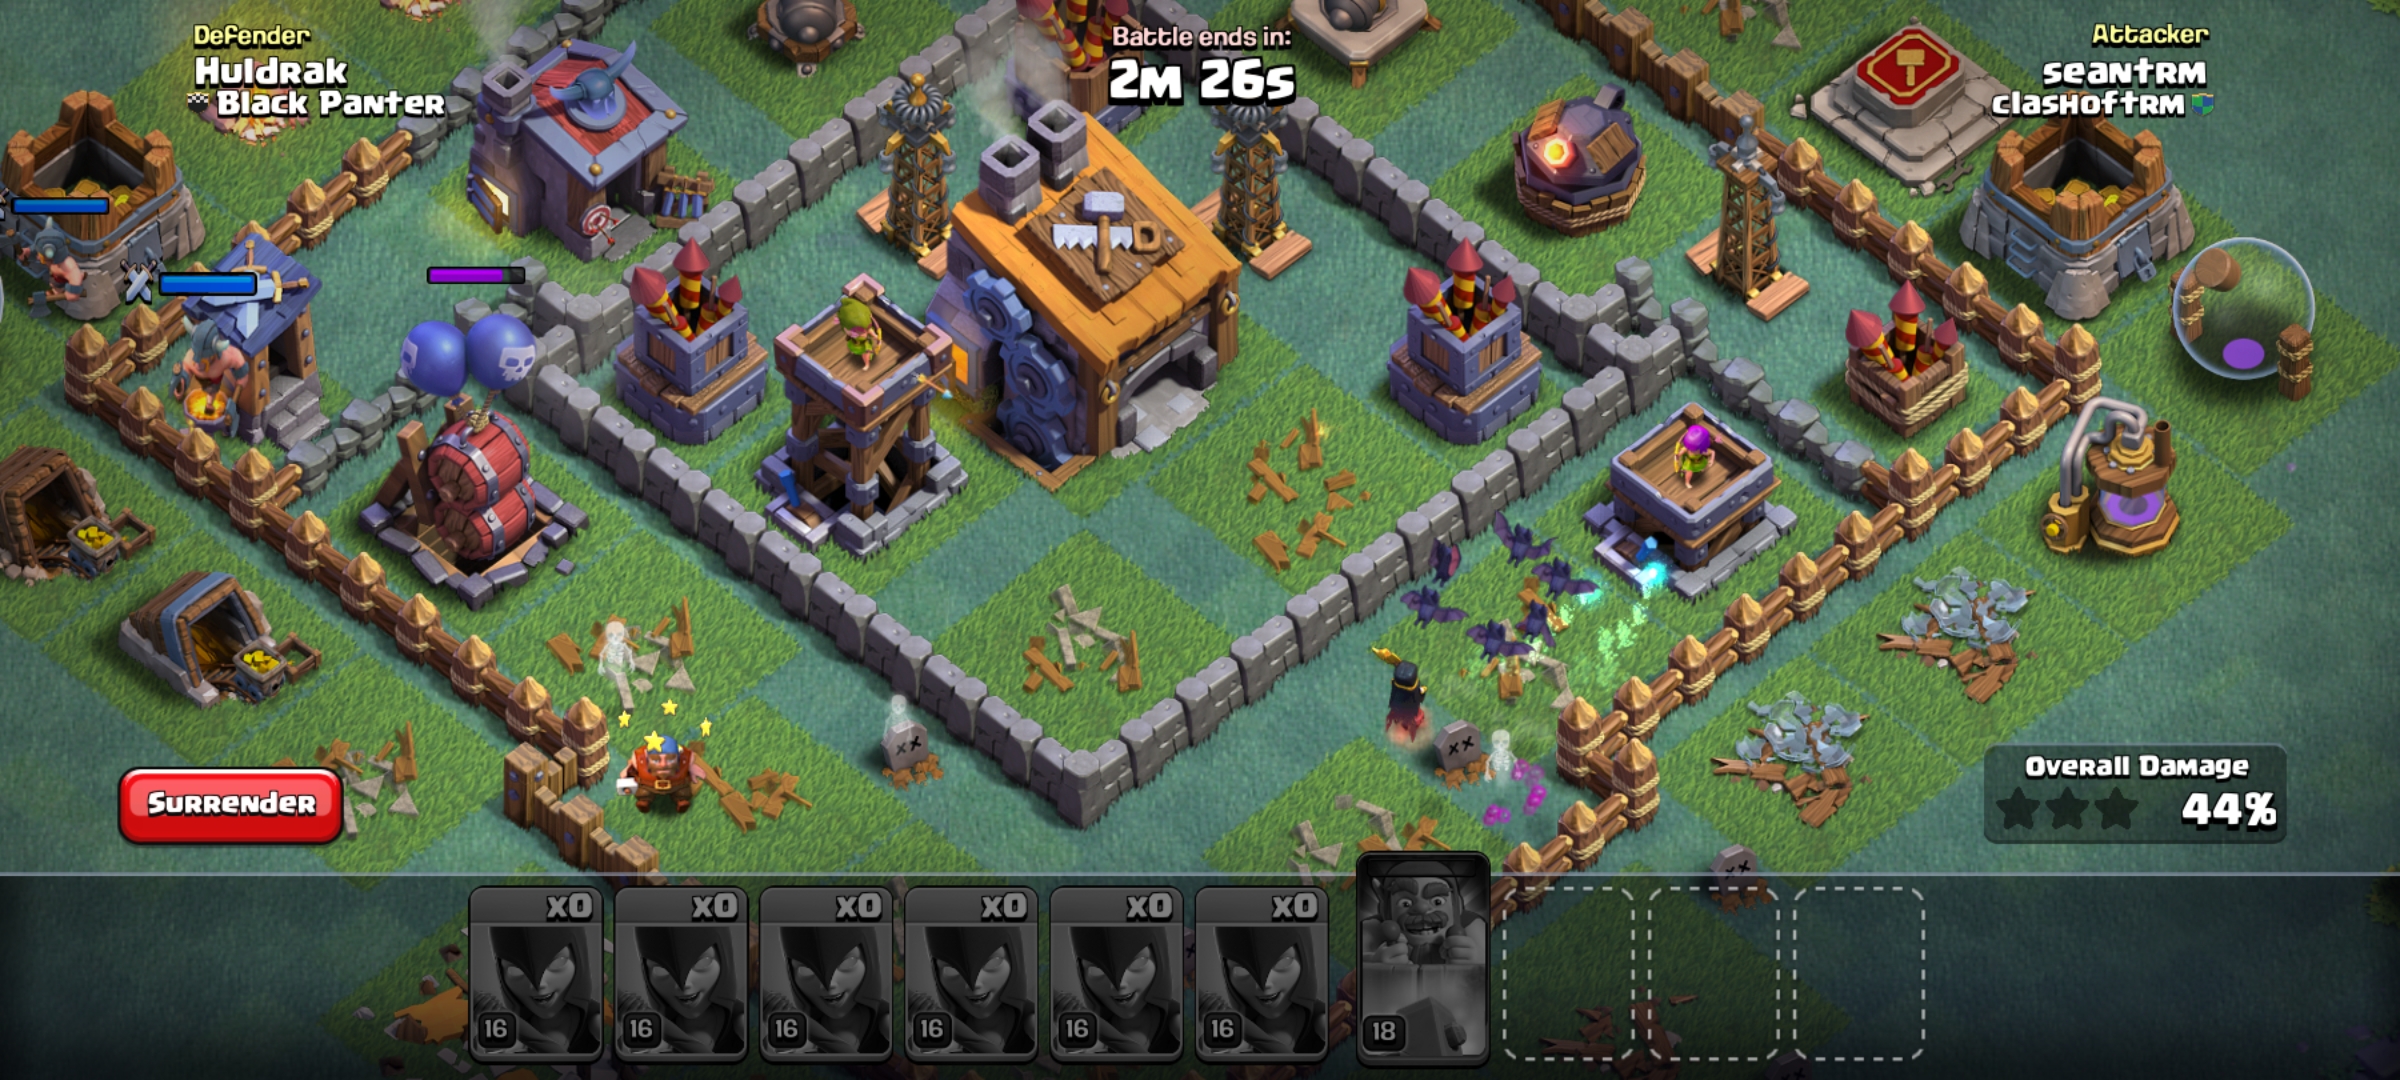 Defender
Huldrak
Black Panter
Battle ends in:
2m 26s
Attacker
seantrm
clashoftrm
Surrender
Overall Damage
44%
x0
x0
x0
x0
x0
x0
16
16
16
16
16
16
18